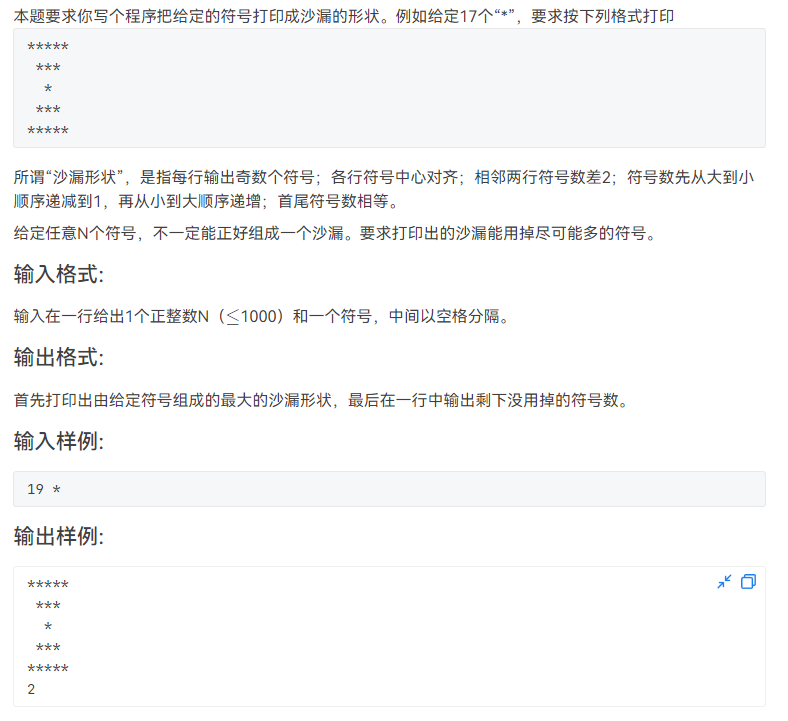 本题要求你写个程序把给定的符号打印成沙漏的形状。例如给定17个“*”，要求按下列格式打印
*****
 ***
  *
 ***
*****
所谓“沙漏形状”，是指每行输出奇数个符号；各行符号中心对齐；相邻两行符号数差2；符号数先从大到小
顺序递减到1，再从小到大顺序递增；首尾符号数相等。
给定任意N个符号，不一定能正好组成一个沙漏。要求打印出的沙漏能用掉尽可能多的符号。
输入格式:
输入在一行给出1个正整数N（≤1000）和一个符号，中间以空格分隔。
输出格式:
首先打印出由给定符号组成的最大的沙漏形状，最后在一行中输出剩下没用掉的符号数。
输入样例:
19 *
输出样例:
*****
 ***
  *
 ***
*****
2